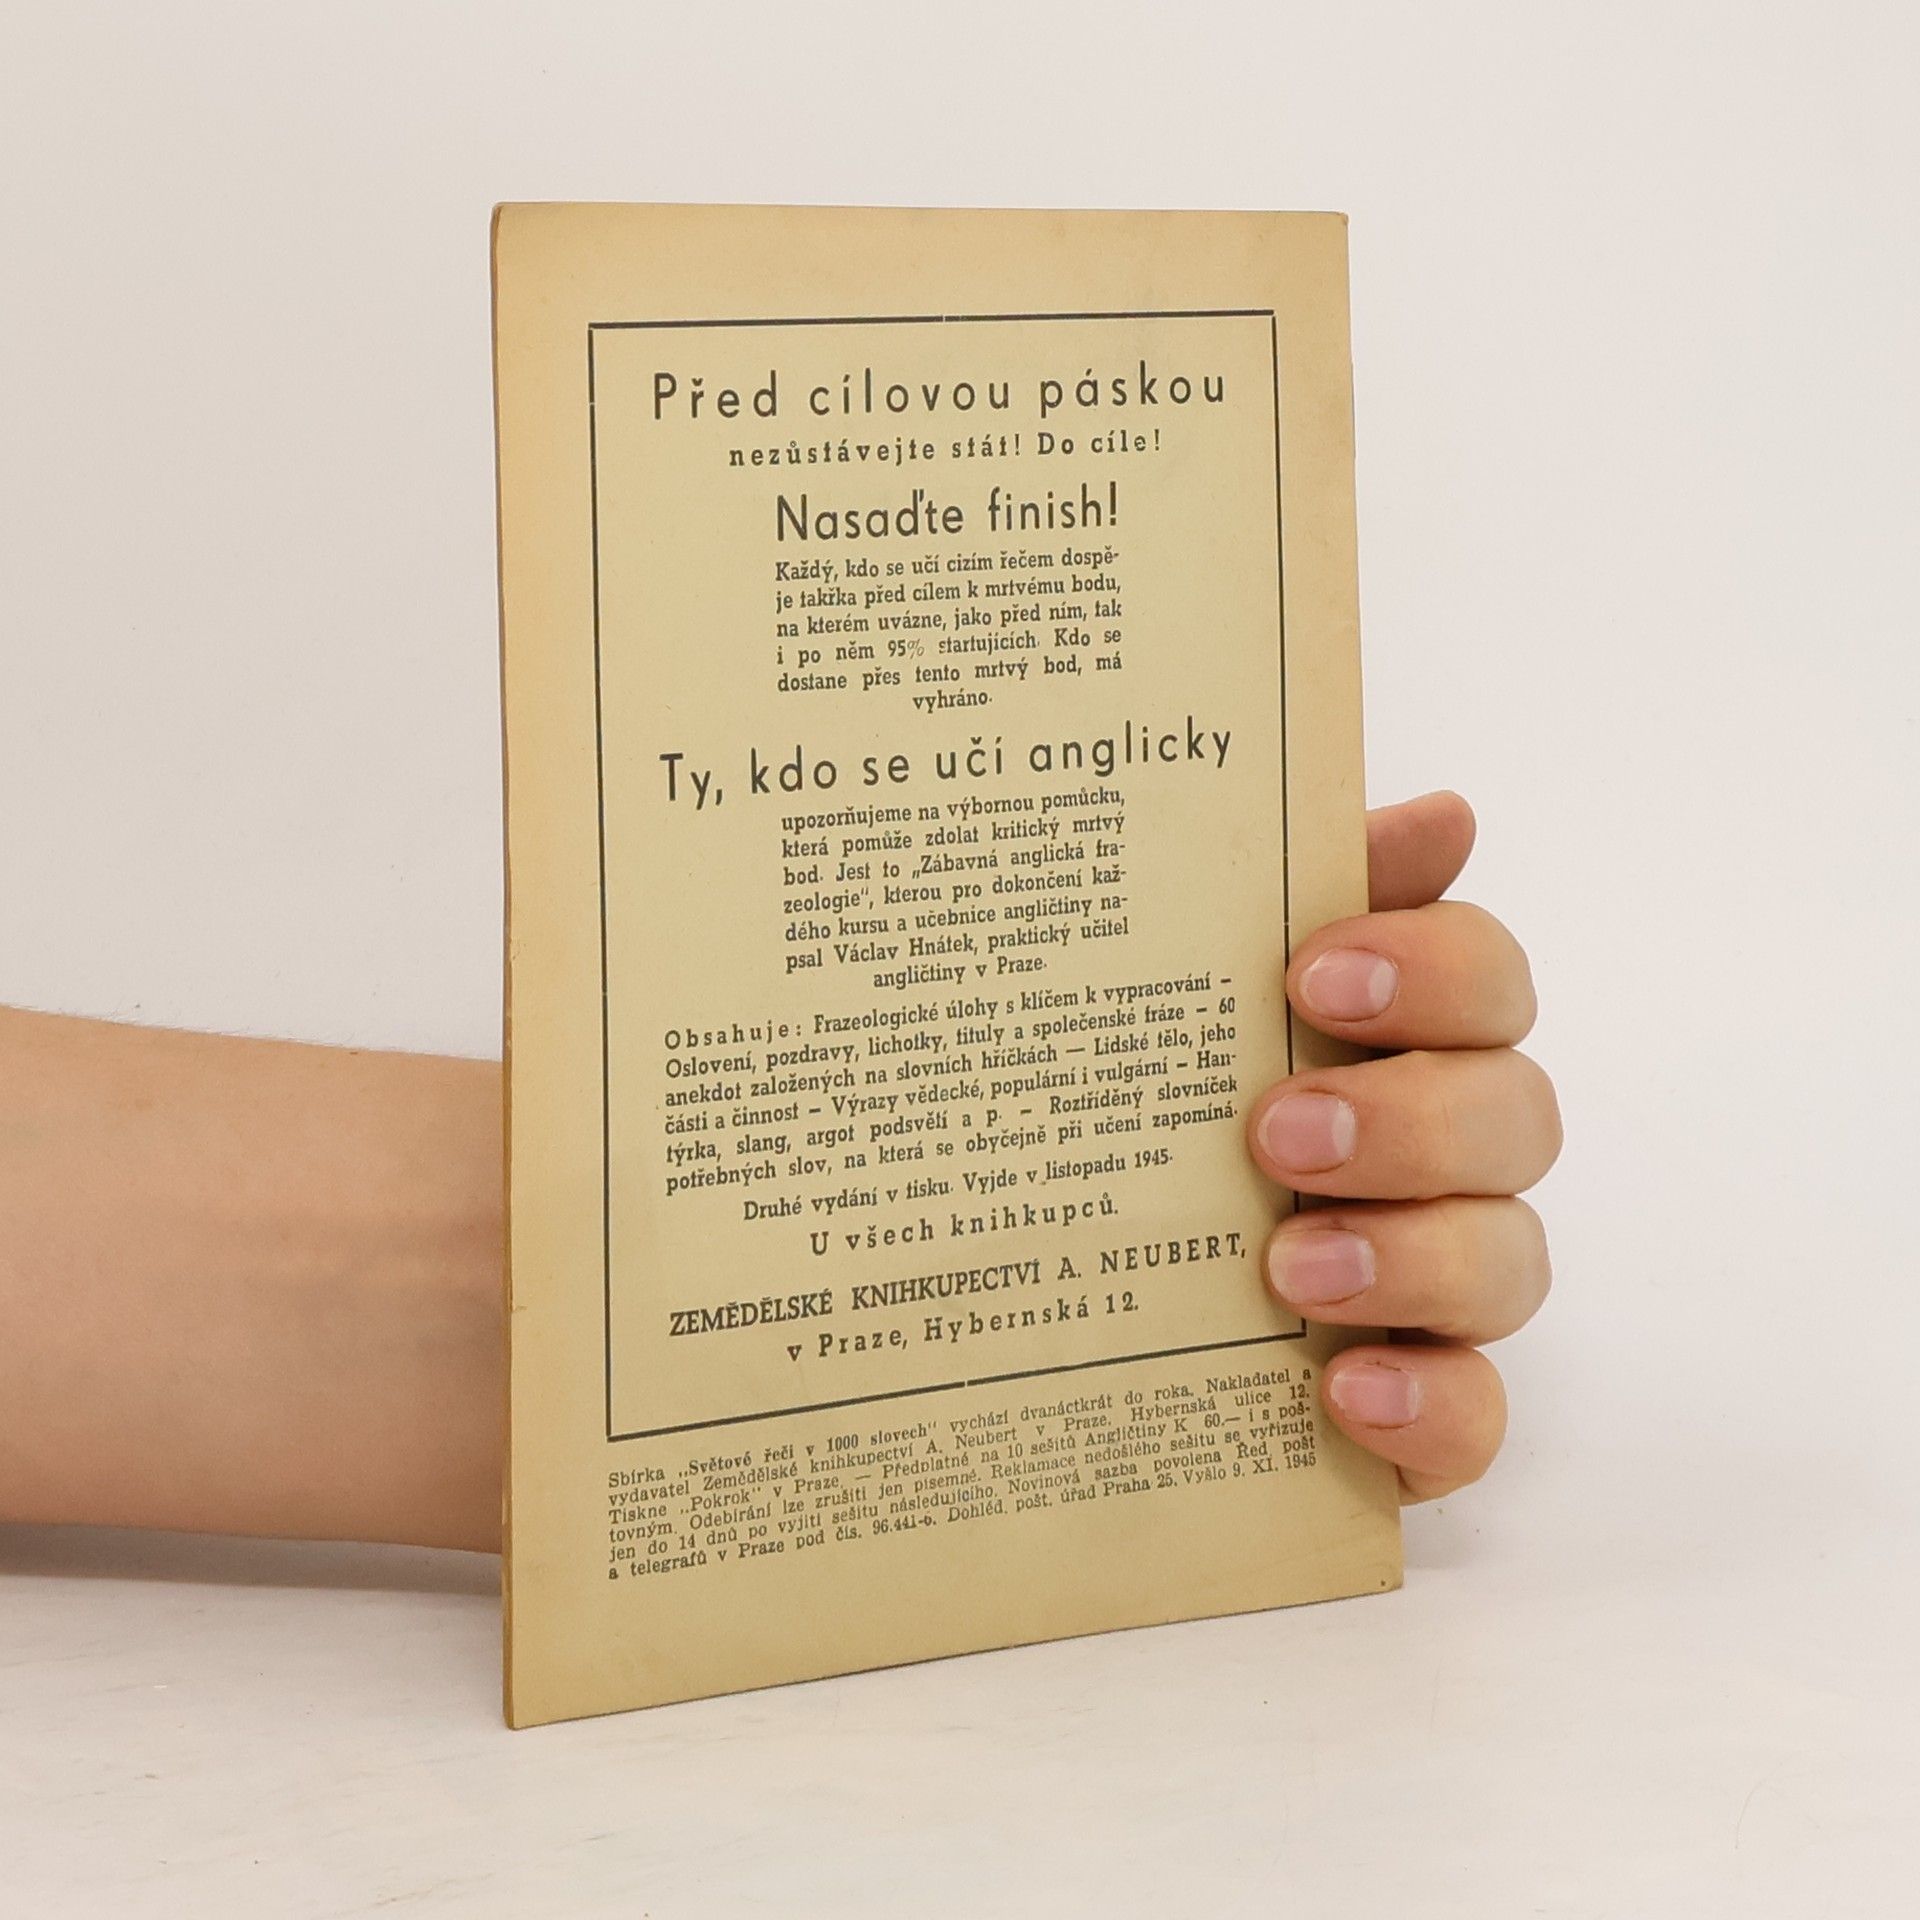 Před cílovou páskou
nezůstávejte stát! Do cíle!
Nasaďte finish!
Každý, kdo se učí cizím řečem dospě-
je takřka před cílem k mrtvému bodu,
na kterém uvázne, jako před ním, tak
i po něm 95% startujících. Kdo se
dostane přes tento mrtvý bod, má
vyhráno.
Ty, kdo se učí anglicky
upozorňujeme na výbornou pomůcku,
která pomůže zdolat kritický mrtvý
bod. Jest to „Zábavná anglická fra-
zeologie“, kterou pro dokončení kaž-
dého kursu a učebnice angličtiny na-
psal Václav Hnátek, praktický učitel
angličtiny v Praze.
Obsahuje: Frazeologické úlohy s klíčem k vypracování –
Oslovení, pozdravy, lichotky, tituly a společenské fráze – 60
anekdot založených na slovních hříčkách — Lidské tělo, jeho
části a činnost – Výrazy vědecké, populární i vulgární – Han-
týrka, slang, argot podsvětí a p. – Roztříděný slovníček
potřebných slov, na která se obyčejně při učení zapomíná.
Druhé vydání v tisku. Vyjde v listopadu 1945.
U všech knihkupců.
ZEMĚDĚLSKÉ KNIHKUPECTVÍ A. NEUBERT,
v Praze, Hybernská 12.
Sbírka „Světové řeči v 1000 slovech“ vychází dvanáctkrát do roka. Nakladatel a
vydavatel Zemědělské knihkupectví A. Neubert v Praze, Hybernská ulice 12.
Tiskne „Pokrok“ v Praze. — Předplatné na 10 sešitů Angličtiny K 60.— i s poš-
tovným. Odebírání lze zrušiti jen písemně. Reklamace nedošlého sešitu se vyřizuje
jen do 14 dnů po vyjití sešitu následujícího. Novinová sazba povolena Řed. pošt
a telegrafů v Praze pod čís. 96.441-b. Dohléd. pošt. úřad Praha 25. Vyšlo 9. XI. 1945